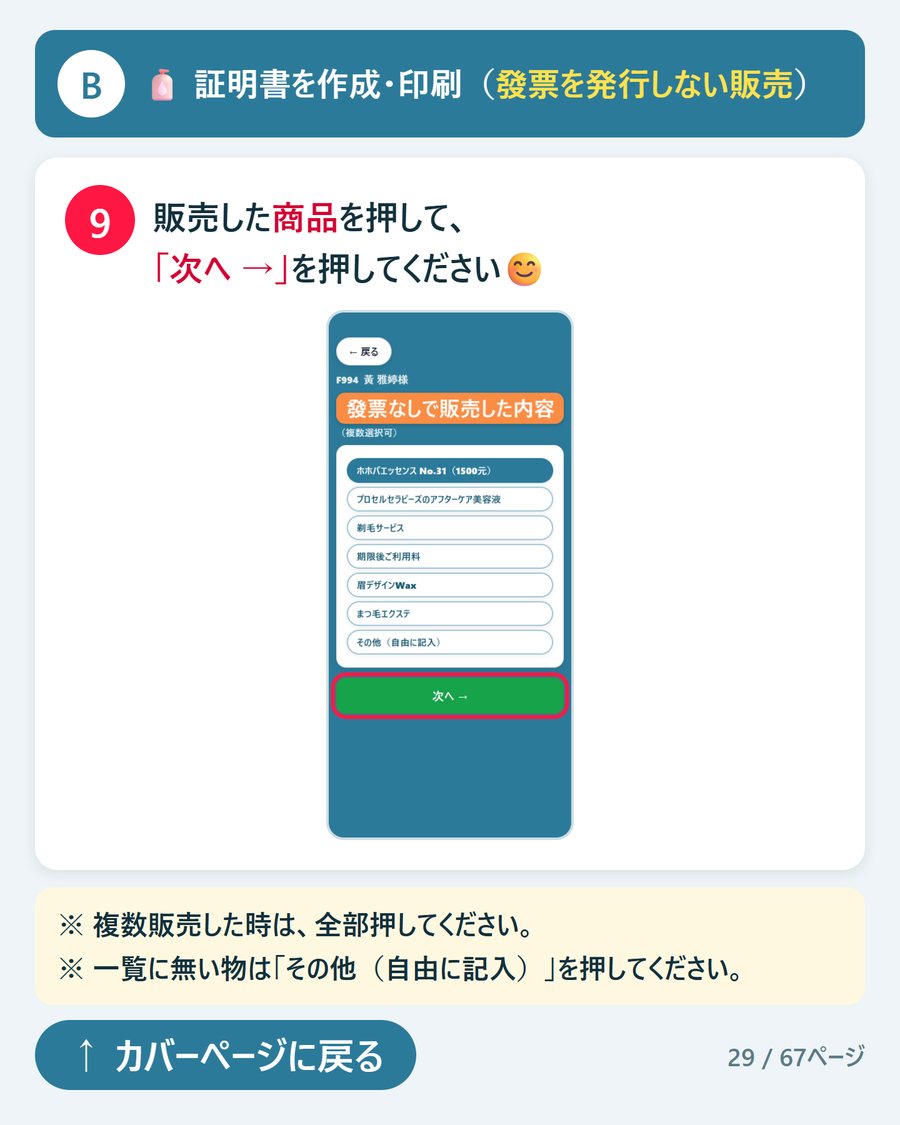 B 証明書を作成・印刷（發票を発行しない販売）
9 販売した商品を押して、
「次へ →」を押してください
← 戻る
F994 黃 雅婷様
發票なしで販売した内容
（複数選択可）
ホホバエッセンス No.31（1500元）
プロセルセラピーズのアフターケア美容液
剃毛サービス
期限後ご利用料
眉デザインWax
まつ毛エクステ
その他（自由に記入）
次へ →
※ 複数販売した時は、全部押してください。
※ 一覧に無い物は「その他（自由に記入）」を押してください。
↑ カバーページに戻る
29 / 67ページ